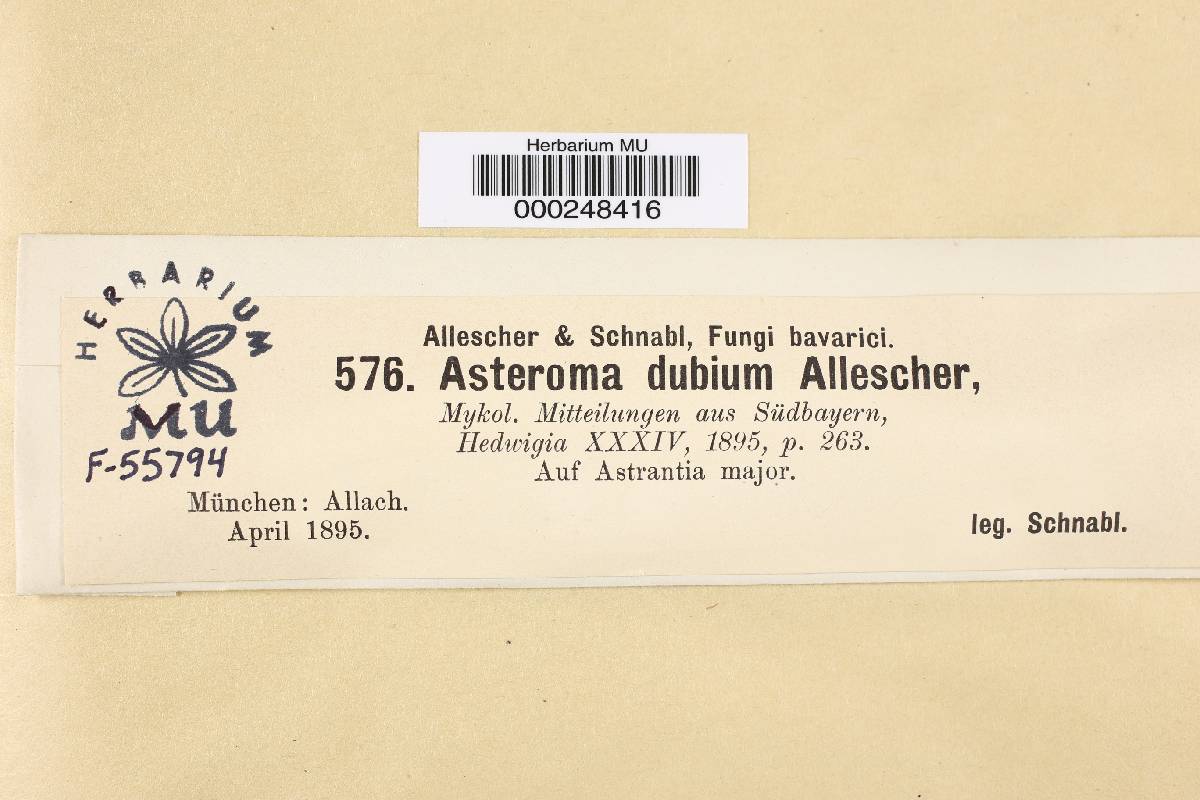 Herbarium MU
000248416
HERBARIUM
MU
F-55794
Allescher & Schnabl, Fungi bavarici.
576. Asteroma dubium Allescher,
Mykol. Mitteilungen aus Südbayern,
Hedwigia XXXIV, 1895, p. 263.
Auf Astrantia major.
München: Allach.
April 1895.
leg. Schnabl.